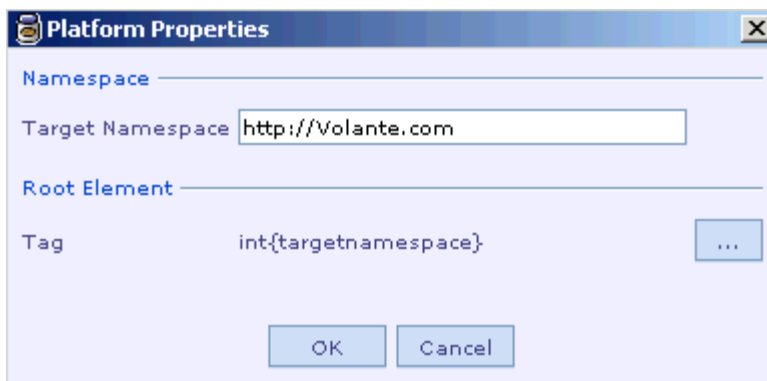 Platform Properties
Namespace
Target Namespace http://Volante.com
Root Element
Tag int{targetnamespace} ...
OK Cancel